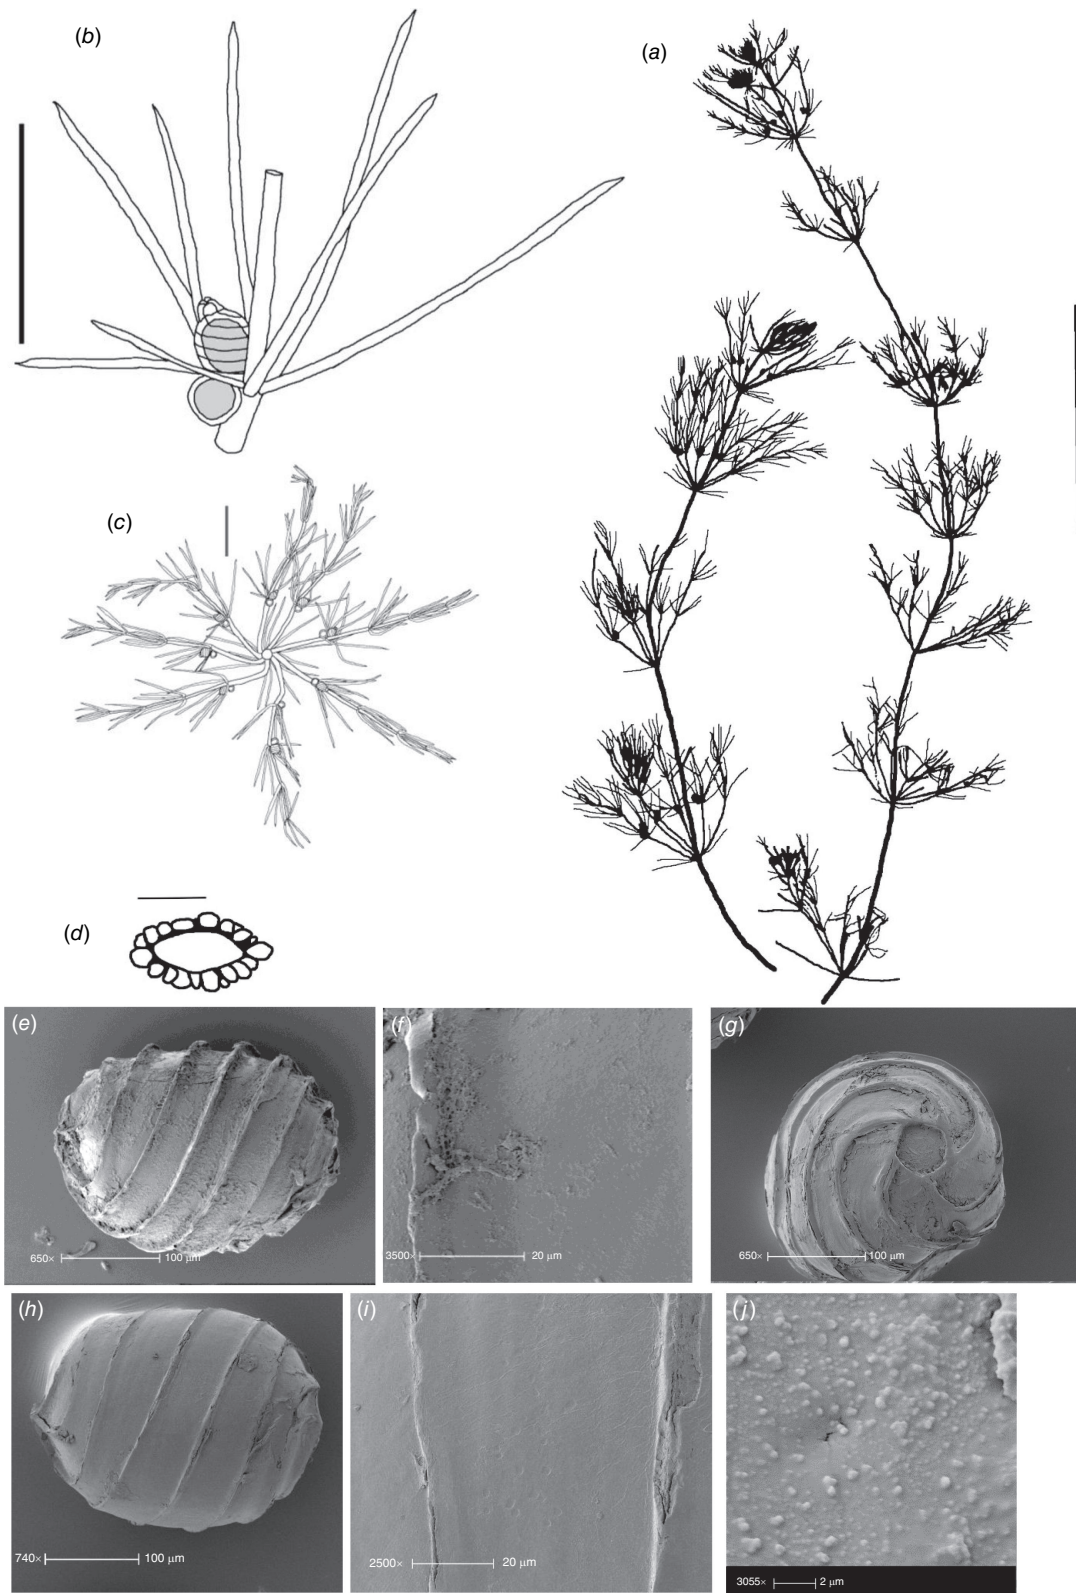 (b)
(a)
(c)
(d)
(e)
650× 100 μm
(f)
3500× 20 μm
(g)
650× 100 μm
(h)
740× 100 μm
(i)
2500× 20 μm
(j)
3055× 2 μm